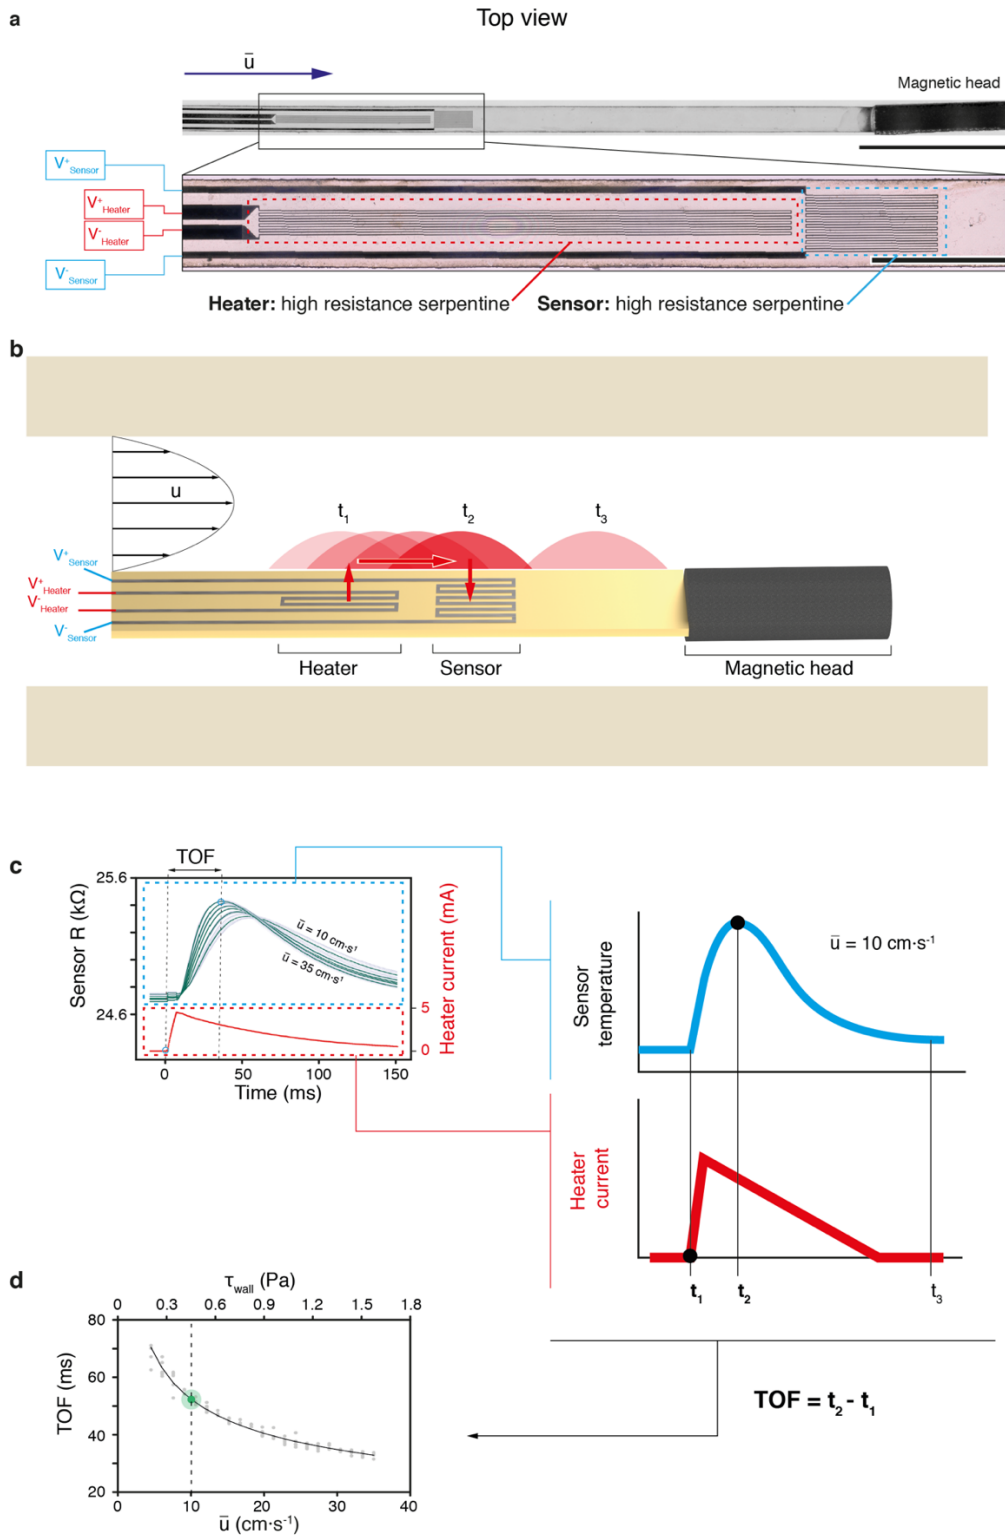 a
Top view
ū
Magnetic head
V⁺Sensor
V⁺Heater
V⁻Heater
V⁻Sensor
Heater: high resistance serpentine
Sensor: high resistance serpentine
b
u
t₁
t₂
t₃
V⁺Sensor
V⁺Heater
V⁻Heater
V⁻Sensor
Heater
Sensor
Magnetic head
c
TOF
25.6
24.6
Sensor R (kΩ)
ū = 10 cm·s⁻¹
ū = 35 cm·s¹
5
0
Heater current (mA)
0
50
100
150
Time (ms)
Sensor temperature
ū = 10 cm·s⁻¹
Heater current
t₁
t₂
t₃
TOF = t₂ - t₁
d
τwall (Pa)
0
0.3
0.6
0.9
1.2
1.5
1.8
80
60
40
20
TOF (ms)
0
10
20
30
40
ū (cm·s⁻¹)